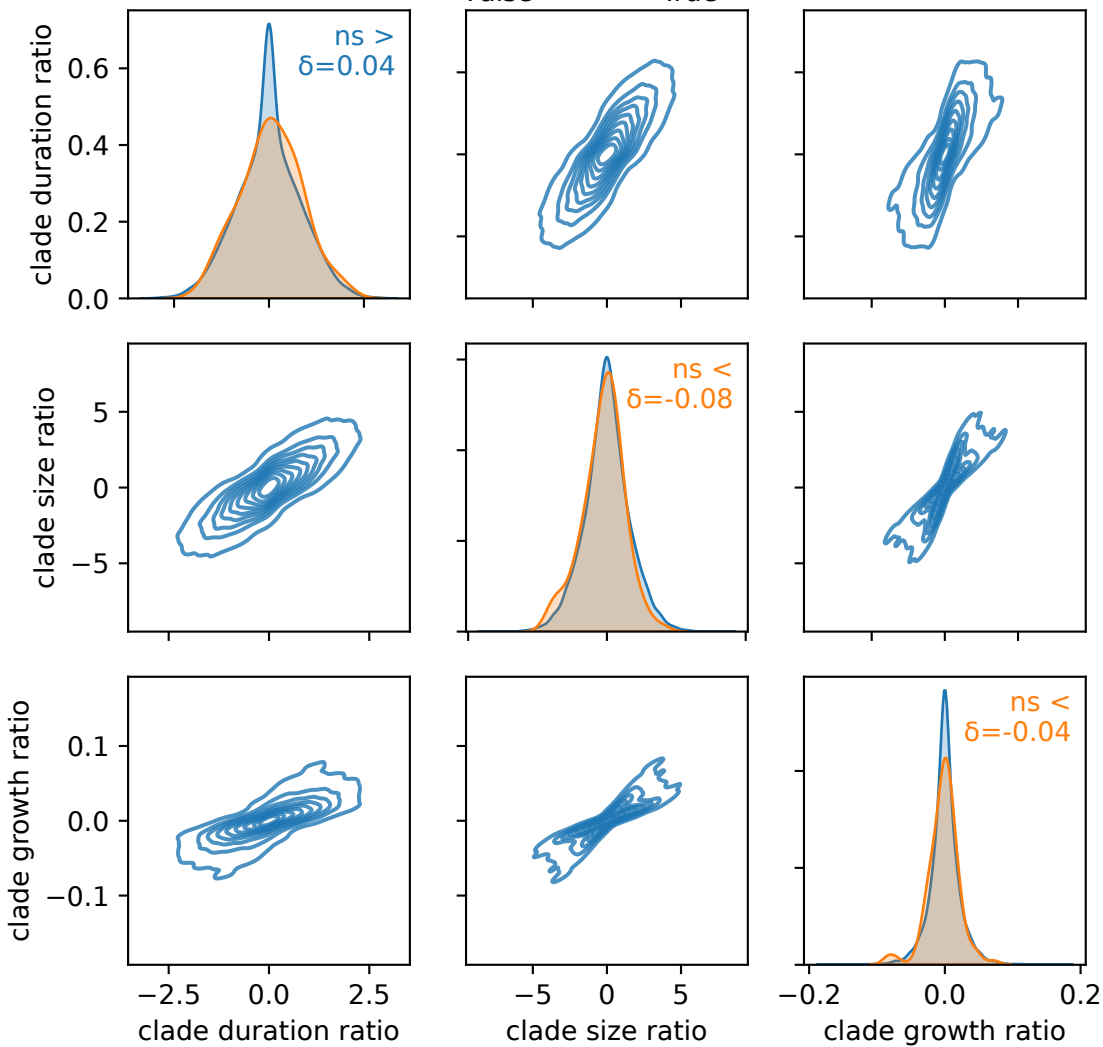 clade duration ratio
0.6
0.4
0.2
0.0
ns >
δ=0.04
clade size ratio
5
0
−5
ns <
δ=-0.08
clade growth ratio
0.1
0.0
−0.1
ns <
δ=-0.04
−2.5 0.0 2.5
clade duration ratio
−5 0 5
clade size ratio
−0.2 0.0 0.2
clade growth ratio